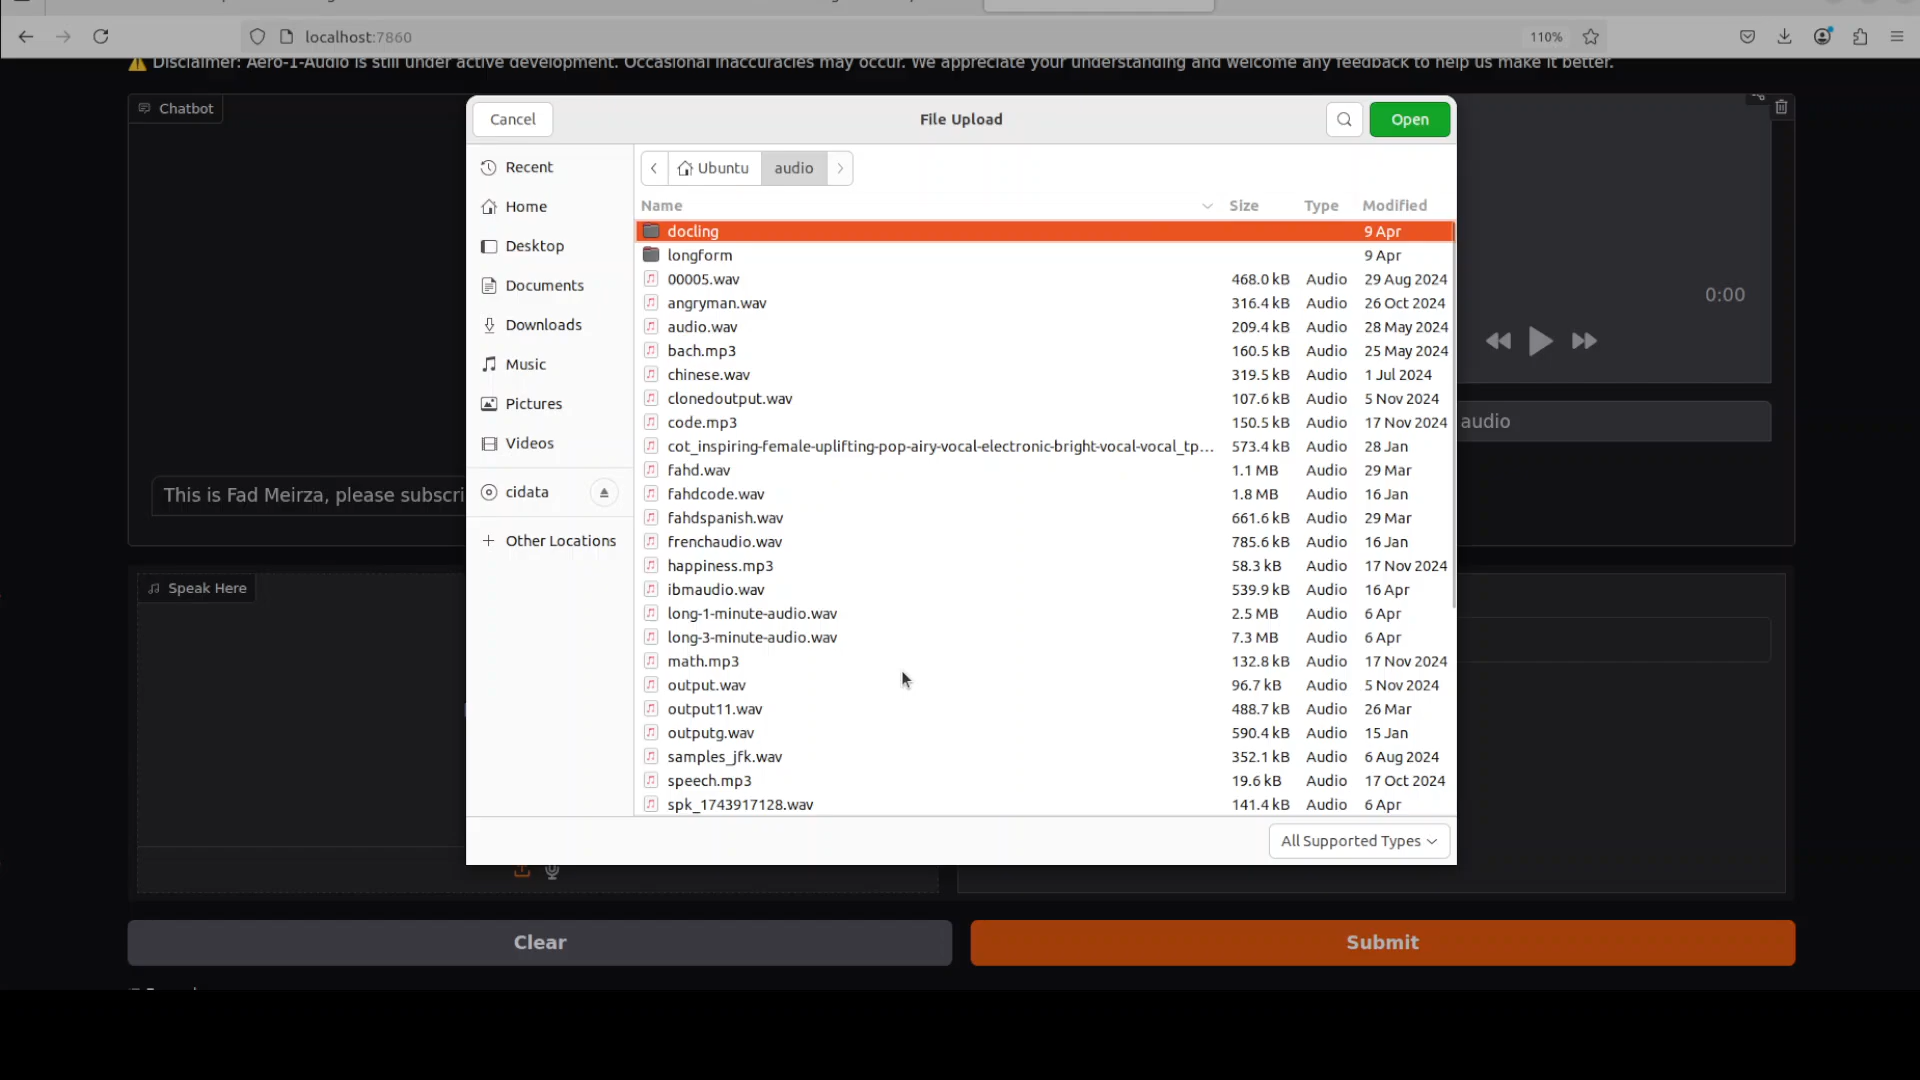 localhost:7860
110%
Disclaimer: Aero-1-Audio is still under active development. Occasional inaccuracies may occur. We appreciate your understanding and welcome any feedback to help us make it better.
Chatbot
Cancel
File Upload
Open
Recent
Home
Desktop
Documents
Downloads
Music
Pictures
Videos
cidata
Other Locations
Ubuntu
audio
Name Size Type Modified
docling 9 Apr
longform 9 Apr
00005.wav 468.0 kB Audio 29 Aug 2024
angryman.wav 316.4 kB Audio 26 Oct 2024
audio.wav 209.4 kB Audio 28 May 2024
bach.mp3 160.5 kB Audio 25 May 2024
chinese.wav 319.5 kB Audio 1 Jul 2024
clonedoutput.wav 107.6 kB Audio 5 Nov 2024
code.mp3 150.5 kB Audio 17 Nov 2024
cot_inspiring-female-uplifting-pop-airy-vocal-electronic-bright-vocal-vocal_tp... 573.4 kB Audio 28 Jan
fahd.wav 1.1 MB Audio 29 Mar
fahdcode.wav 1.8 MB Audio 16 Jan
fahdspanish.wav 661.6 kB Audio 29 Mar
frenchaudio.wav 785.6 kB Audio 16 Jan
happiness.mp3 58.3 kB Audio 17 Nov 2024
ibmaudio.wav 539.9 kB Audio 16 Apr
long-1-minute-audio.wav 2.5 MB Audio 6 Apr
long-3-minute-audio.wav 7.3 MB Audio 6 Apr
math.mp3 132.8 kB Audio 17 Nov 2024
output.wav 96.7 kB Audio 5 Nov 2024
output11.wav 488.7 kB Audio 26 Mar
outputg.wav 590.4 kB Audio 15 Jan
samples_jfk.wav 352.1 kB Audio 6 Aug 2024
speech.mp3 19.6 kB Audio 17 Oct 2024
spk_1743917128.wav 141.4 kB Audio 6 Apr
All Supported Types
0:00
audio
This is Fad Meirza, please subscri
Speak Here
Clear
Submit